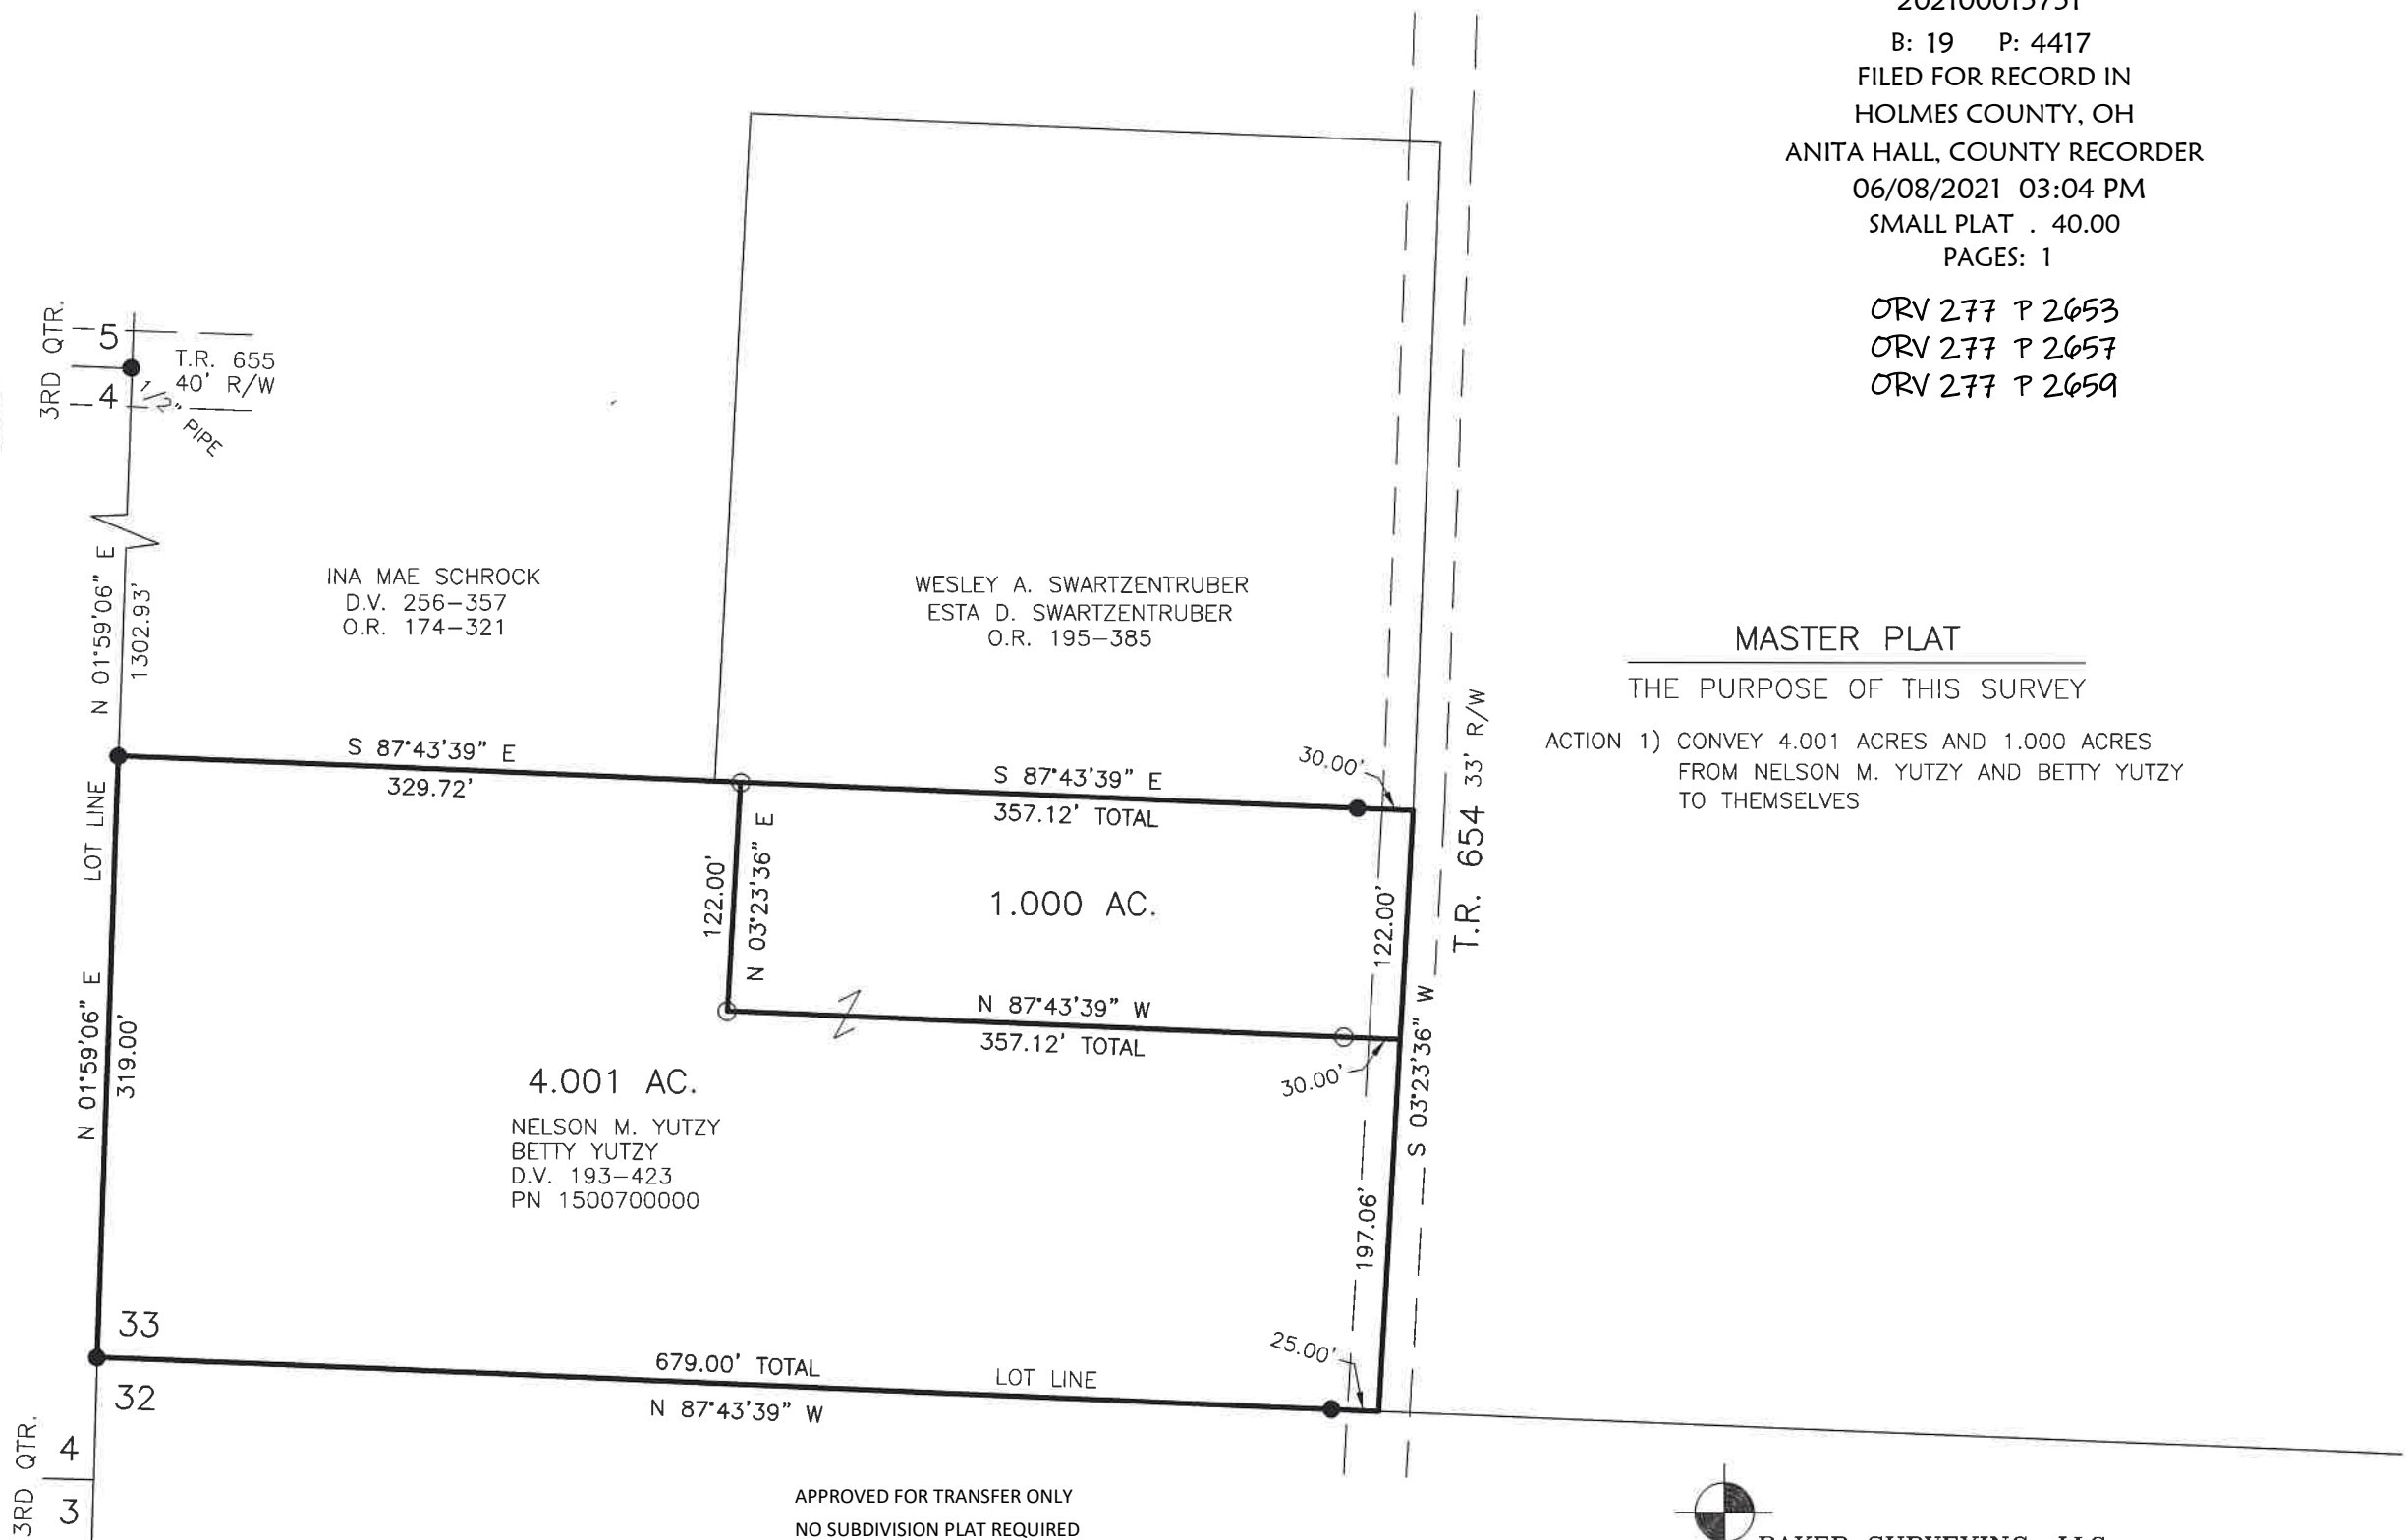 B: 19 P: 4417
FILED FOR RECORD IN
HOLMES COUNTY, OH
ANITA HALL, COUNTY RECORDER
06/08/2021 03:04 PM
SMALL PLAT . 40.00
PAGES: 1
ORV 277 P 2653
ORV 277 P 2657
ORV 277 P 2659
3RD QTR.
5
4
T.R. 655
40' R/W
1/2" PIPE
N 01°59'06" E
1302.93'
INA MAE SCHROCK
D.V. 256-357
O.R. 174-321
WESLEY A. SWARTZENTRUBER
ESTA D. SWARTZENTRUBER
O.R. 195-385
MASTER PLAT
THE PURPOSE OF THIS SURVEY
ACTION 1) CONVEY 4.001 ACRES AND 1.000 ACRES
FROM NELSON M. YUTZY AND BETTY YUTZY
TO THEMSELVES
S 87°43'39" E
329.72'
S 87°43'39" E
357.12' TOTAL
30.00'
T.R. 654 33' R/W
LOT LINE
N 01°59'06" E
319.00'
122.00'
N 03°23'36" E
1.000 AC.
122.00'
N 87°43'39" W
357.12' TOTAL
30.00'
S 03°23'36" W
4.001 AC.
NELSON M. YUTZY
BETTY YUTZY
D.V. 193-423
PN 1500700000
197.06'
25.00'
33
32
679.00' TOTAL
LOT LINE
N 87°43'39" W
3RD QTR.
4
3
APPROVED FOR TRANSFER ONLY
NO SUBDIVISION PLAT REQUIRED